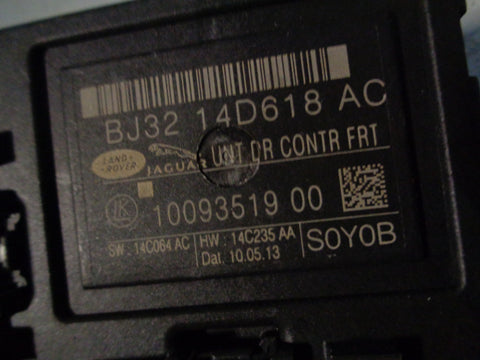 BJ32 14D618 AC
LAND ROVER
JAGUAR UNT DR CONTR FRT
LK 10093519 00
SW : 14C064 AC HW : 14C235 AA
Dat. 10.05.13 S0Y0B